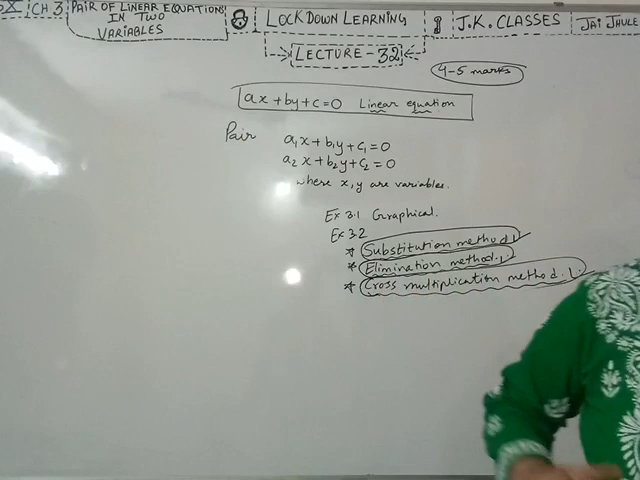 X CH 3 PAIR OF LINEAR EQUATIONS IN TWO VARIABLES 8 LOCKDOWN LEARNING J.K. CLASSES JAI JHULE
LECTURE-32
4-5 marks
ax+by+c=0 Linear equation
Pair a₁x+b₁y+c₁=0
a₂x+b₂y+c₂=0
where x,y are variables.
Ex 3.1 Graphical.
Ex 3.2
* Substitution method
* Elimination method
* Cross multiplication method